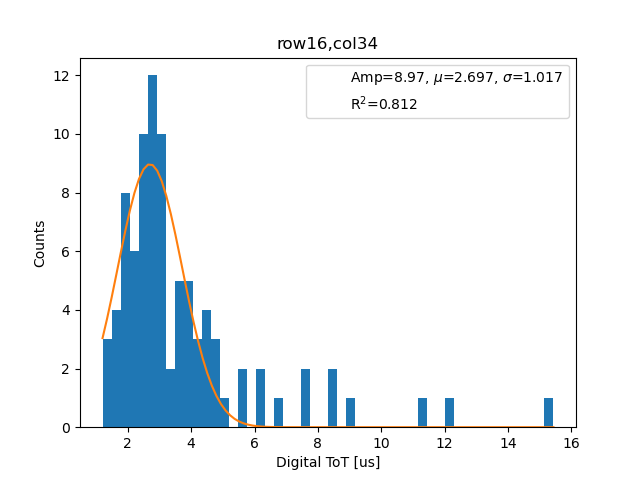 row16,col34
Amp=8.97, μ=2.697, σ=1.017
R²=0.812
Counts
12
10
8
6
4
2
0
2 4 6 8 10 12 14 16
Digital ToT [us]